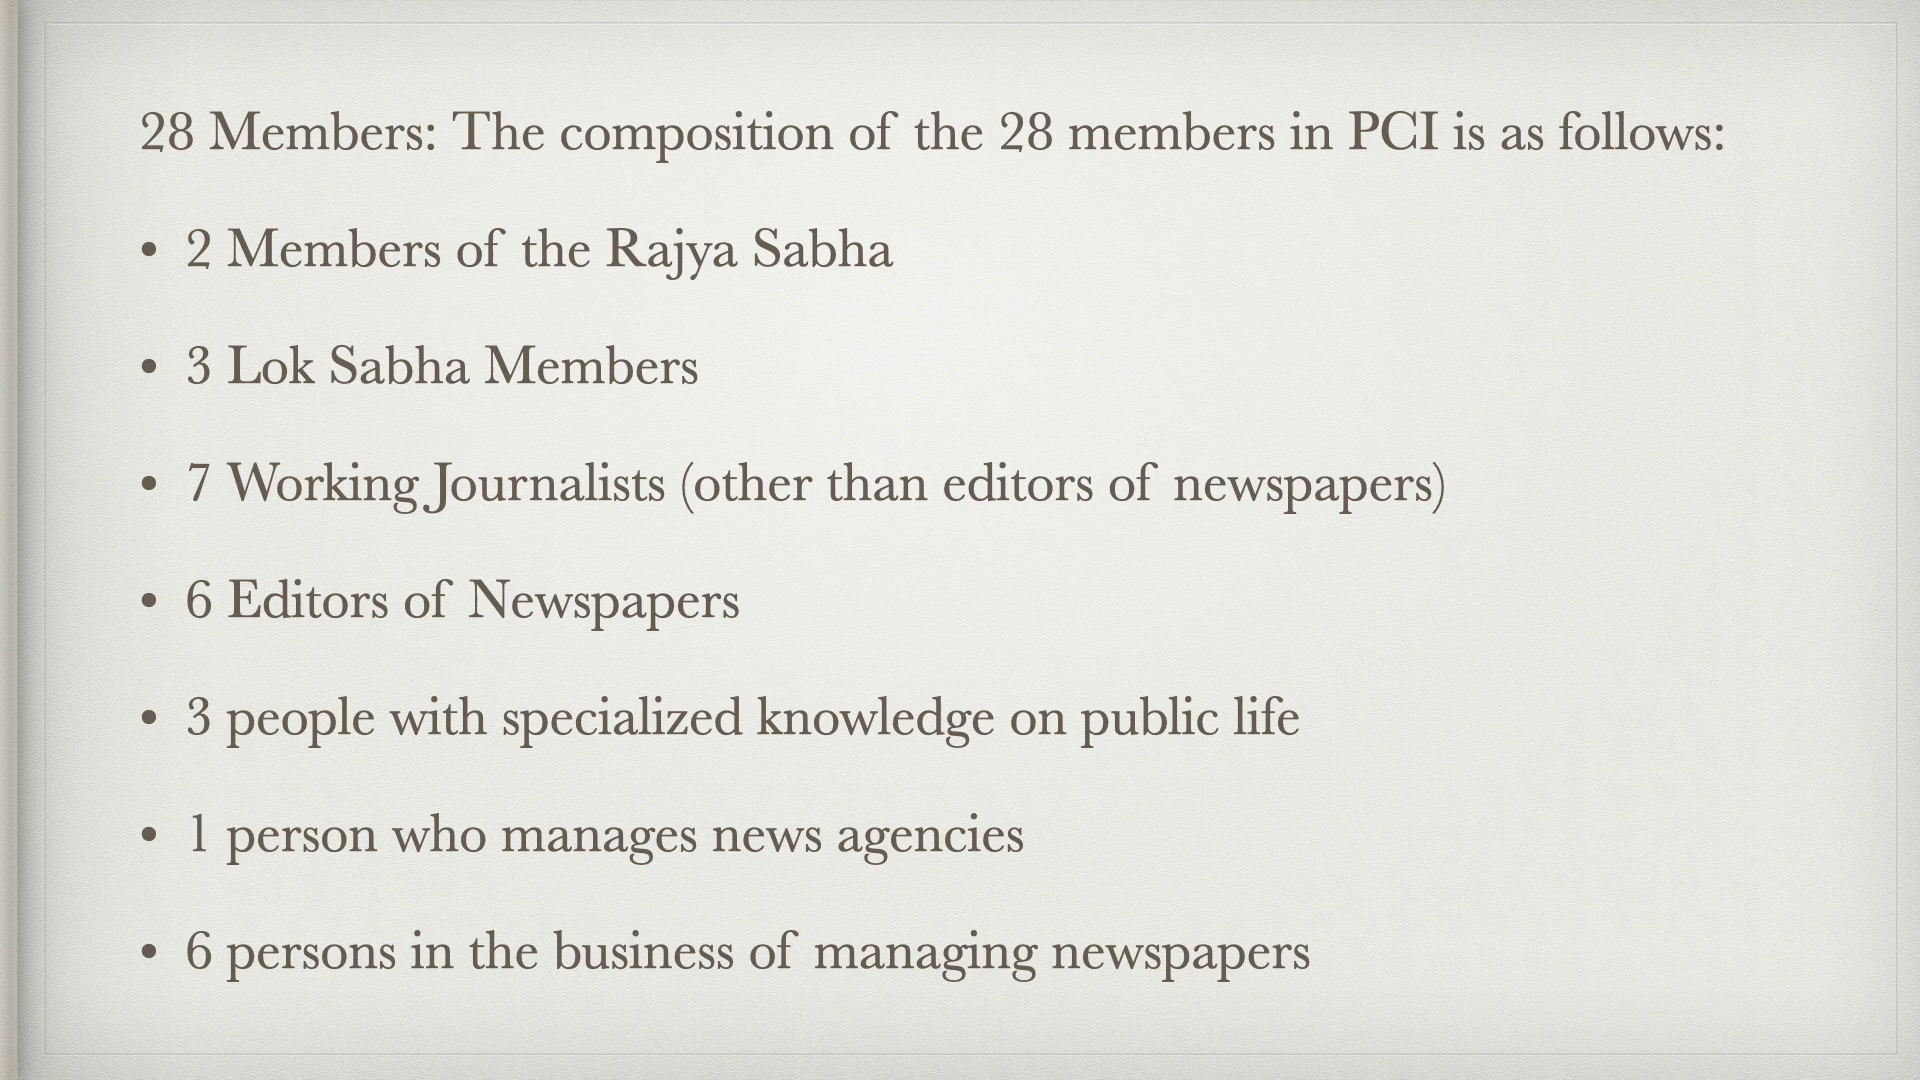 28 Members: The composition of the 28 members in PCI is as follows:
• 2 Members of the Rajya Sabha
• 3 Lok Sabha Members
• 7 Working Journalists (other than editors of newspapers)
• 6 Editors of Newspapers
• 3 people with specialized knowledge on public life
• 1 person who manages news agencies
• 6 persons in the business of managing newspapers